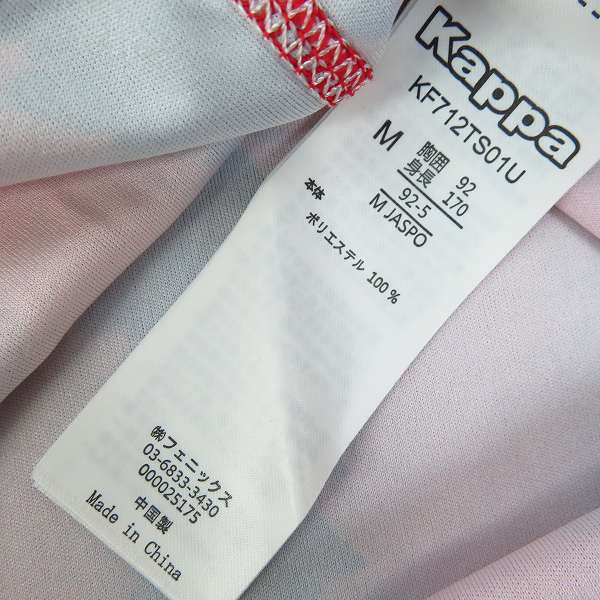 Kappa
KF712TS01U
M
胸囲 92
身長 170
92-5
M JASPO
本体
ポリエステル 100%
㈱フェニックス
03-6833-3430
000025175
中国製
Made in China